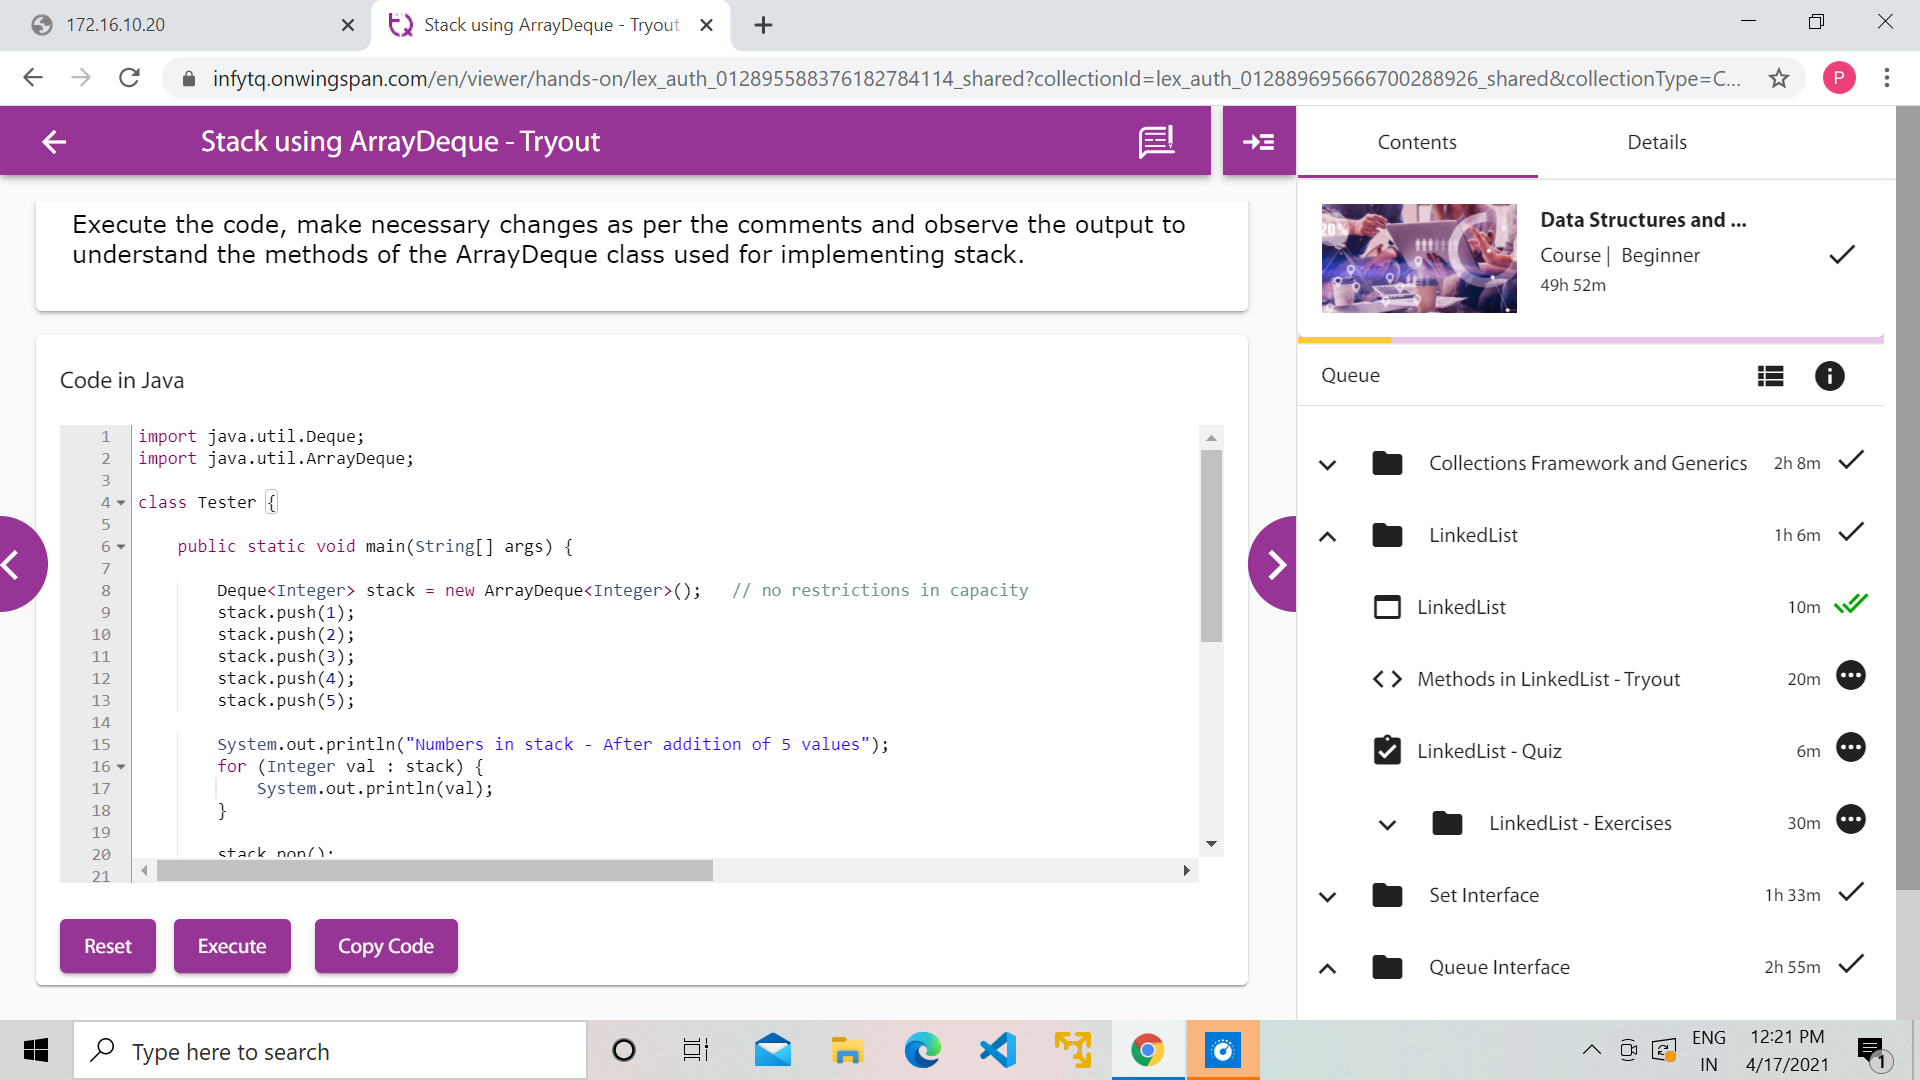 172.16.10.20
Stack using ArrayDeque - Tryout
infytq.onwingspan.com/en/viewer/hands-on/lex_auth_012895588376182784114_shared?collectionId=lex_auth_012889695666700288926_shared&collectionType=C...
P
Stack using ArrayDeque - Tryout
Contents
Details
Execute the code, make necessary changes as per the comments and observe the output to
understand the methods of the ArrayDeque class used for implementing stack.
20%
Data Structures and ...
Course | Beginner
49h 52m
Queue
Code in Java
1 import java.util.Deque;
2 import java.util.ArrayDeque;
3
4 class Tester {
5
6 public static void main(String[] args) {
7
8 Deque<Integer> stack = new ArrayDeque<Integer>(); // no restrictions in capacity
9 stack.push(1);
10 stack.push(2);
11 stack.push(3);
12 stack.push(4);
13 stack.push(5);
14
15 System.out.println("Numbers in stack - After addition of 5 values");
16 for (Integer val : stack) {
17 System.out.println(val);
18 }
19
20 stack.pop();
21
Reset
Execute
Copy Code
Collections Framework and Generics 2h 8m
LinkedList 1h 6m
LinkedList 10m
Methods in LinkedList - Tryout 20m
LinkedList - Quiz 6m
LinkedList - Exercises 30m
Set Interface 1h 33m
Queue Interface 2h 55m
Type here to search
ENG
IN
12:21 PM
4/17/2021
1